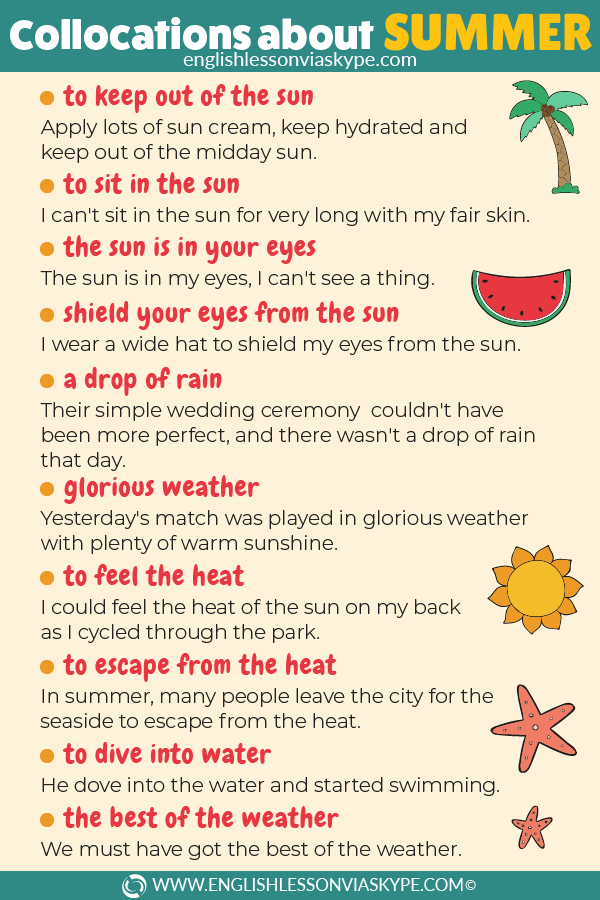 Collocations about SUMMER
englishlessonviaskype.com
to keep out of the sun
Apply lots of sun cream, keep hydrated and
keep out of the midday sun.
to sit in the sun
I can't sit in the sun for very long with my fair skin.
the sun is in your eyes
The sun is in my eyes, I can't see a thing.
shield your eyes from the sun
I wear a wide hat to shield my eyes from the sun.
a drop of rain
Their simple wedding ceremony couldn't have
been more perfect, and there wasn't a drop of rain
that day.
glorious weather
Yesterday's match was played in glorious weather
with plenty of warm sunshine.
to feel the heat
I could feel the heat of the sun on my back
as I cycled through the park.
to escape from the heat
In summer, many people leave the city for the
seaside to escape from the heat.
to dive into water
He dove into the water and started swimming.
the best of the weather
We must have got the best of the weather.
WWW.ENGLISHLESSONVIASKYPE.COM©